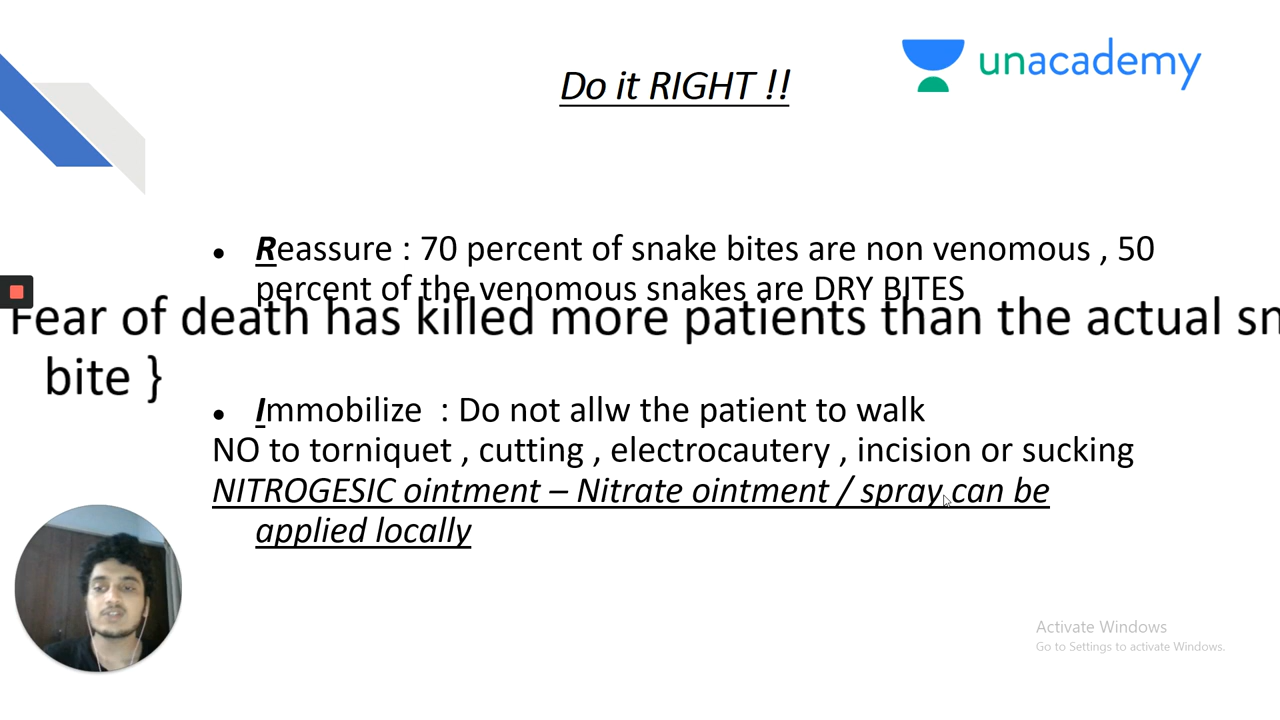 Do it RIGHT !!
unacademy
● Reassure : 70 percent of snake bites are non venomous , 50
percent of the venomous snakes are DRY BITES
Fear of death has killed more patients than the actual
bite }
● Immobilize : Do not allw the patient to walk
NO to torniquet , cutting , electrocautery , incision or sucking
NITROGESIC ointment – Nitrate ointment / spray can be
applied locally
Activate Windows
Go to Settings to activate Windows.